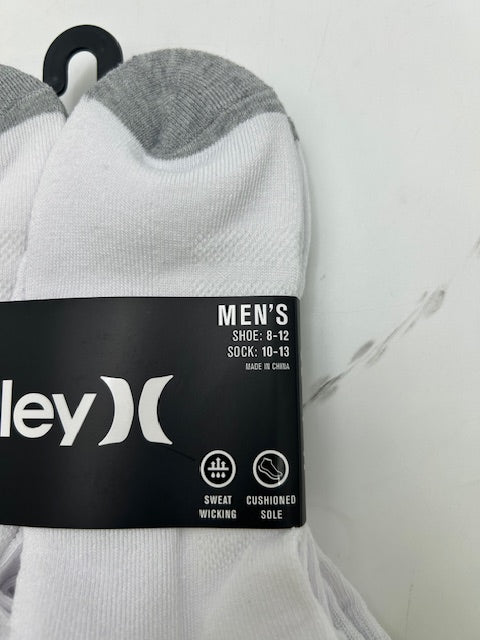 MEN'S
SHOE: 8-12
SOCK: 10-13
MADE IN CHINA
ley
SWEAT WICKING
CUSHIONED SOLE